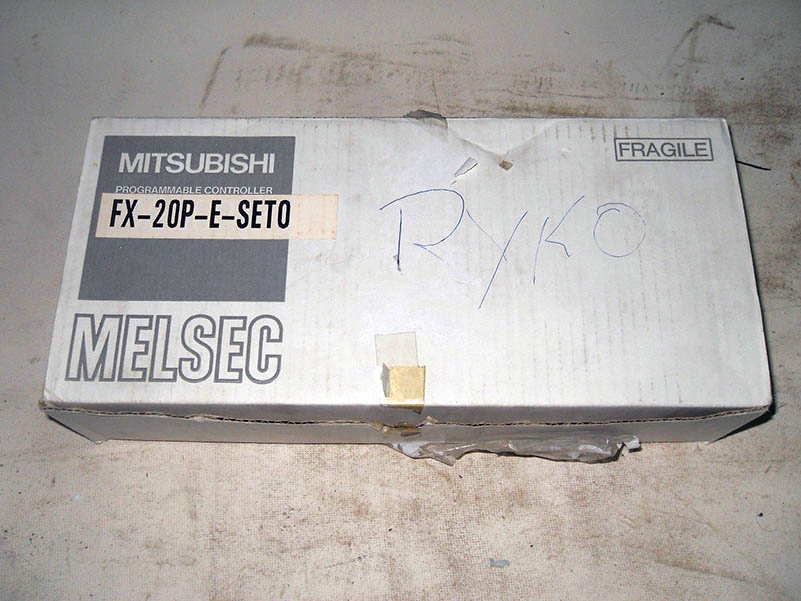 MITSUBISHI
PROGRAMMABLE CONTROLLER
FX-20P-E-SET0
MELSEC
RYKO
FRAGILE